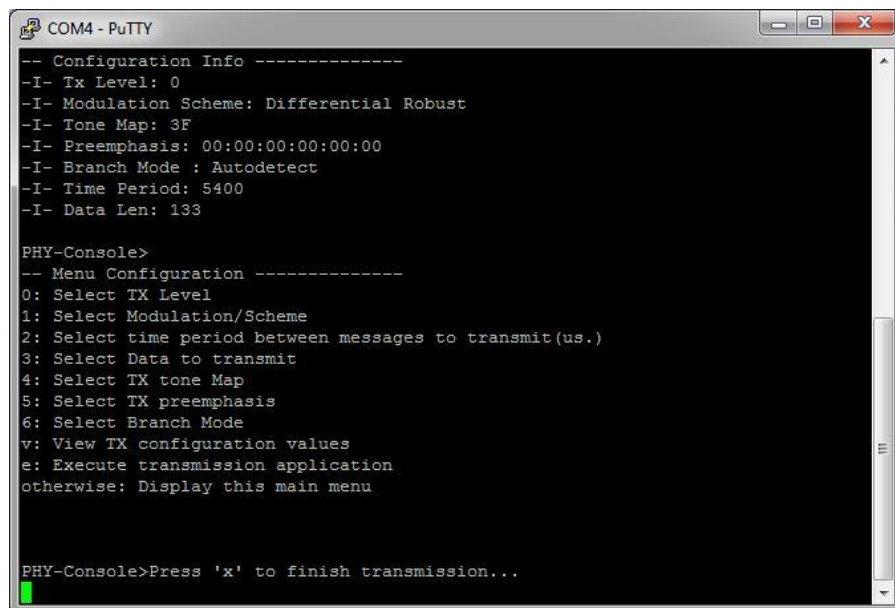 COM4 - PuTTY
-- Configuration Info --------------
-I- Tx Level: 0
-I- Modulation Scheme: Differential Robust
-I- Tone Map: 3F
-I- Preemphasis: 00:00:00:00:00:00
-I- Branch Mode : Autodetect
-I- Time Period: 5400
-I- Data Len: 133
PHY-Console>
-- Menu Configuration --------------
0: Select TX Level
1: Select Modulation/Scheme
2: Select time period between messages to transmit(us.)
3: Select Data to transmit
4: Select TX tone Map
5: Select TX preemphasis
6: Select Branch Mode
v: View TX configuration values
e: Execute transmission application
otherwise: Display this main menu
PHY-Console>Press 'x' to finish transmission...